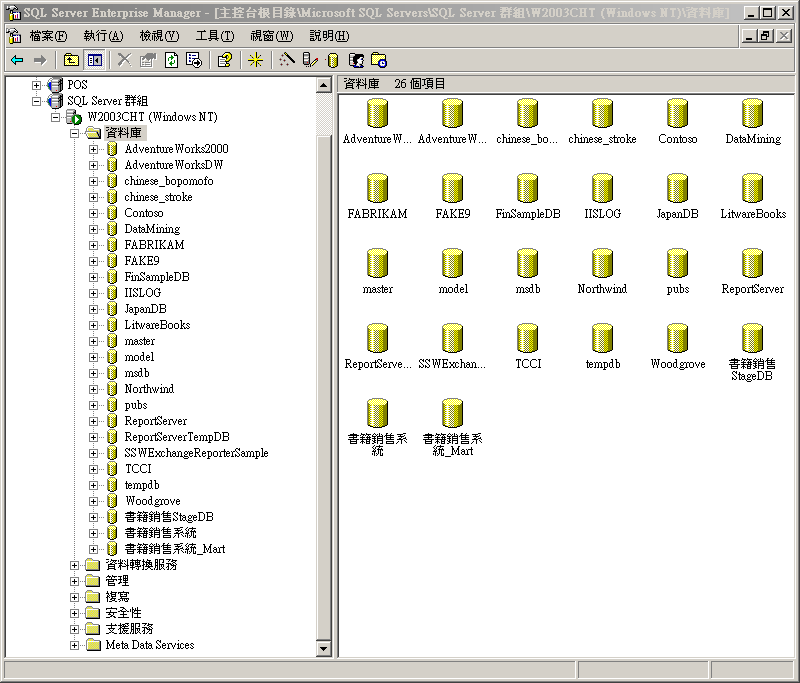 SQL Server Enterprise Manager - [主控台根目錄\Microsoft SQL Servers\SQL Server 群組\W2003CHT (Windows NT)\資料庫]
檔案(F) 執行(A) 檢視(V) 工具(T) 視窗(W) 說明(H)
POS
SQL Server 群組
W2003CHT (Windows NT)
資料庫
AdventureWorks2000
AdventureWorksDW
chinese_bopomofo
chinese_stroke
Contoso
DataMining
FABRIKAM
FAKE9
FinSampleDB
IISLOG
JapanDB
LitwareBooks
master
model
msdb
Northwind
pubs
ReportServer
ReportServerTempDB
SSWExchangeReporterSample
TCCI
tempdb
Woodgrove
書籍銷售StageDB
書籍銷售系統
書籍銷售系統_Mart
資料轉換服務
管理
複寫
安全性
支援服務
Meta Data Services
資料庫 26 個項目
AdventureW... AdventureW... chinese_bo... chinese_stroke Contoso DataMining
FABRIKAM FAKE9 FinSampleDB IISLOG JapanDB LitwareBooks
master model msdb Northwind pubs ReportServer
ReportServe... SSWExchan... TCCI tempdb Woodgrove 書籍銷售
StageDB
書籍銷售系 書籍銷售系
統 統_Mart